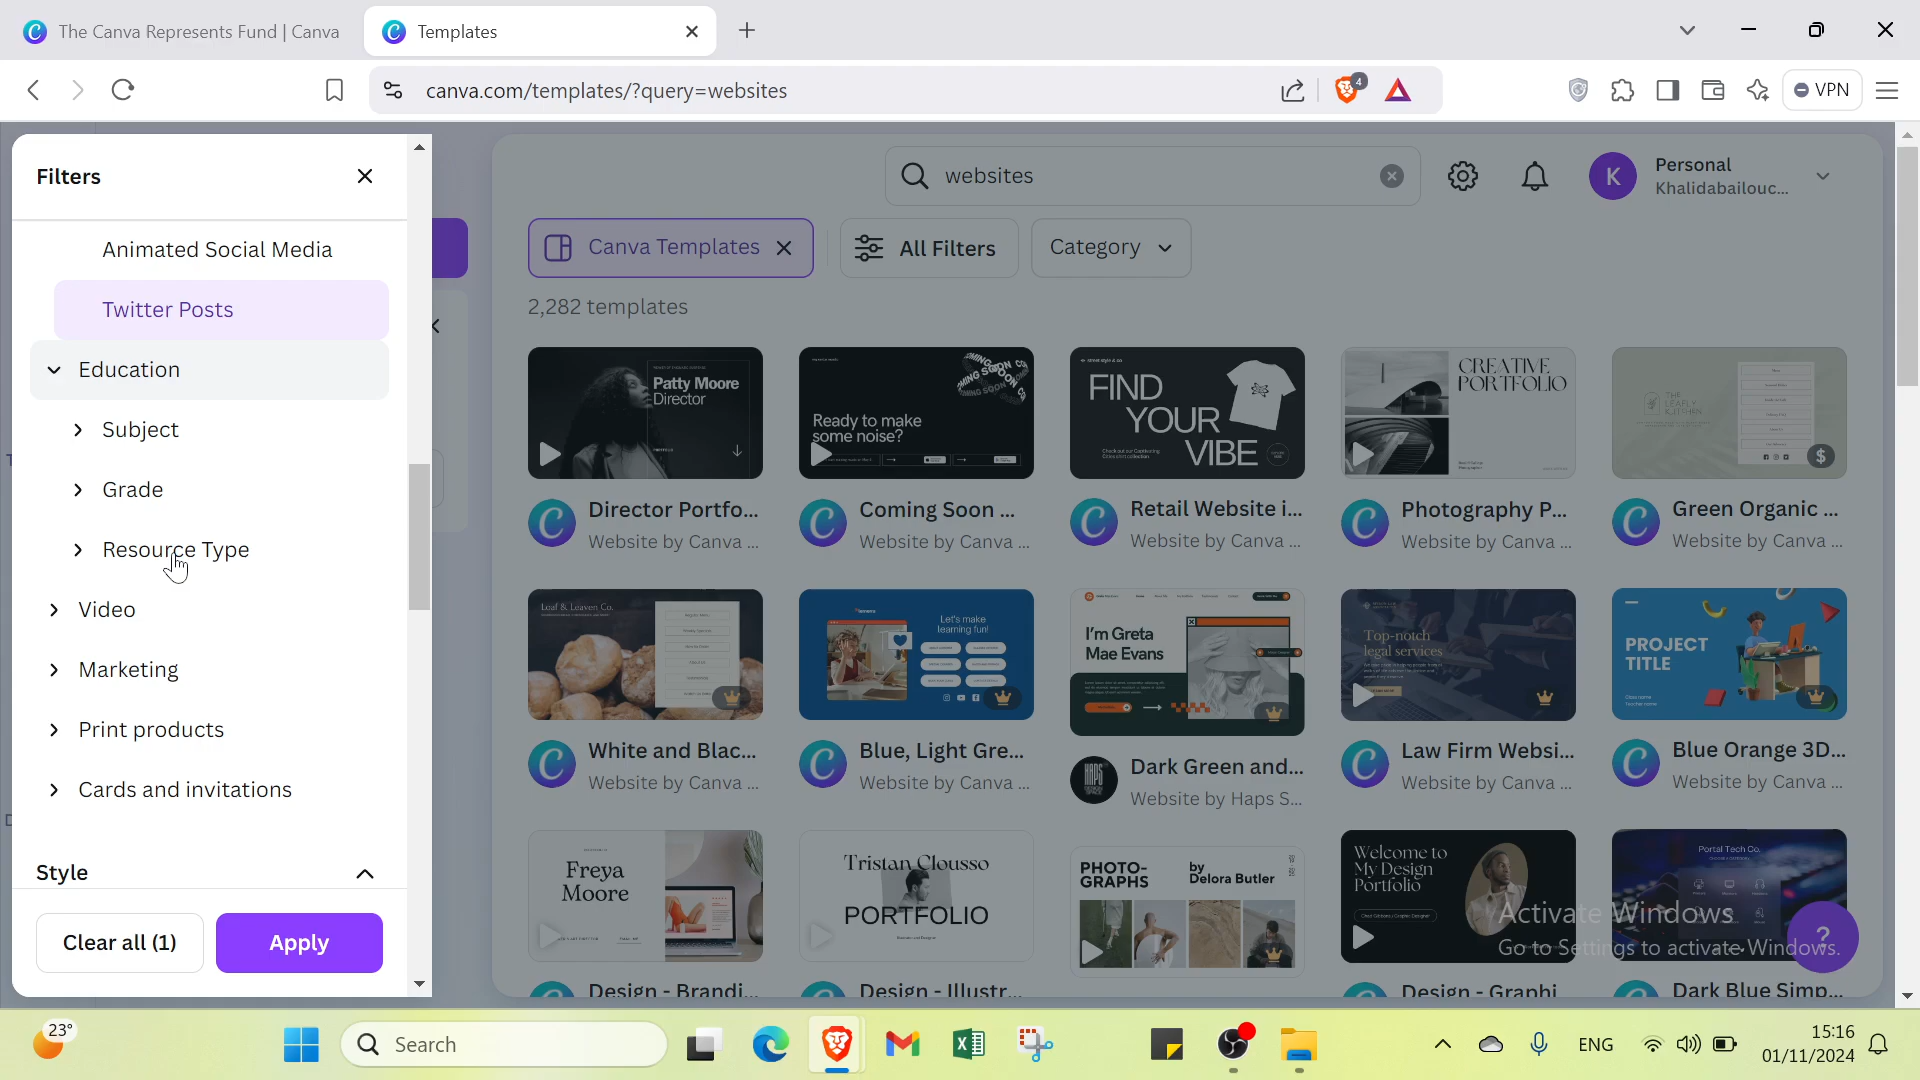 The Canva Represents Fund | Canva
Templates
canva.com/templates/?query=websites
4
VPN
Filters
Animated Social Media
Twitter Posts
Education
Subject
Grade
Resource Type
Video
Marketing
Print products
Cards and invitations
Style
Clear all (1)
Apply
websites
K
Personal
Khalidabailouc...
Canva Templates
All Filters
Category
2,282 templates
Patty Moore
Director
Ready to make
some noise?
FIND
YOUR
VIBE
CREATIVE
PORTFOLIO
THE
LEAFLY
KITCHEN
$
Director Portfo...
Website by Canva ...
Coming Soon ...
Website by Canva ...
Retail Website i...
Website by Canva ...
Photography P...
Website by Canva ...
Green Organic ...
Website by Canva ...
Loaf & Leaven Co.
Let's make
learning fun!
I'm Greta
Mae Evans
Top-notch
legal services
PROJECT
TITLE
White and Blac...
Website by Canva ...
Blue, Light Gre...
Website by Canva ...
Dark Green and...
Website by Haps S...
Law Firm Websi...
Website by Canva ...
Blue Orange 3D...
Website by Canva ...
Freya
Moore
Tristan Clousso
PORTFOLIO
PHOTO-
GRAPHS
by
Delora Butler
Welcome to
My Design
Portfolio
Portal Tech Co.
Design - Brandi...
Design - Illustr...
Design - Graphi
Dark Blue Simp...
Activate Windows
Go to Settings to activate Windows.
?
23°
Search
ENG
15:16
01/11/2024